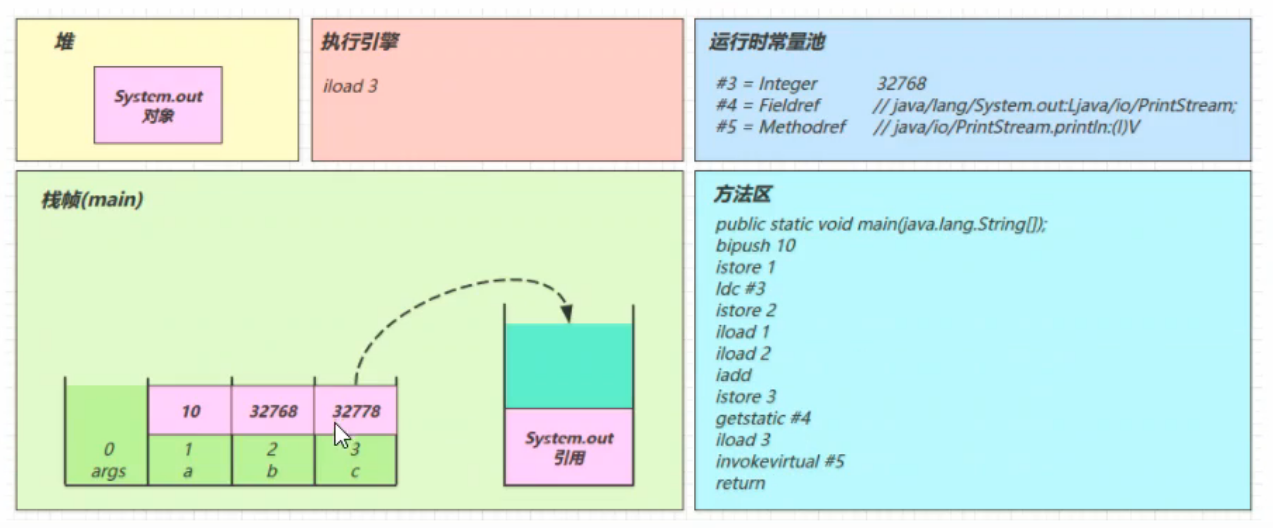 堆
System.out
对象
执行引擎
iload 3
运行时常量池
#3 = Integer 32768
#4 = Fieldref // java/lang/System.out:Ljava/io/PrintStream;
#5 = Methodref // java/io/PrintStream.println:(I)V
栈帧(main)
10 32768 32778
0 1 2 3
args a b c
System.out
引用
方法区
public static void main(java.lang.String[]);
bipush 10
istore 1
ldc #3
istore 2
iload 1
iload 2
iadd
istore 3
getstatic #4
iload 3
invokevirtual #5
return